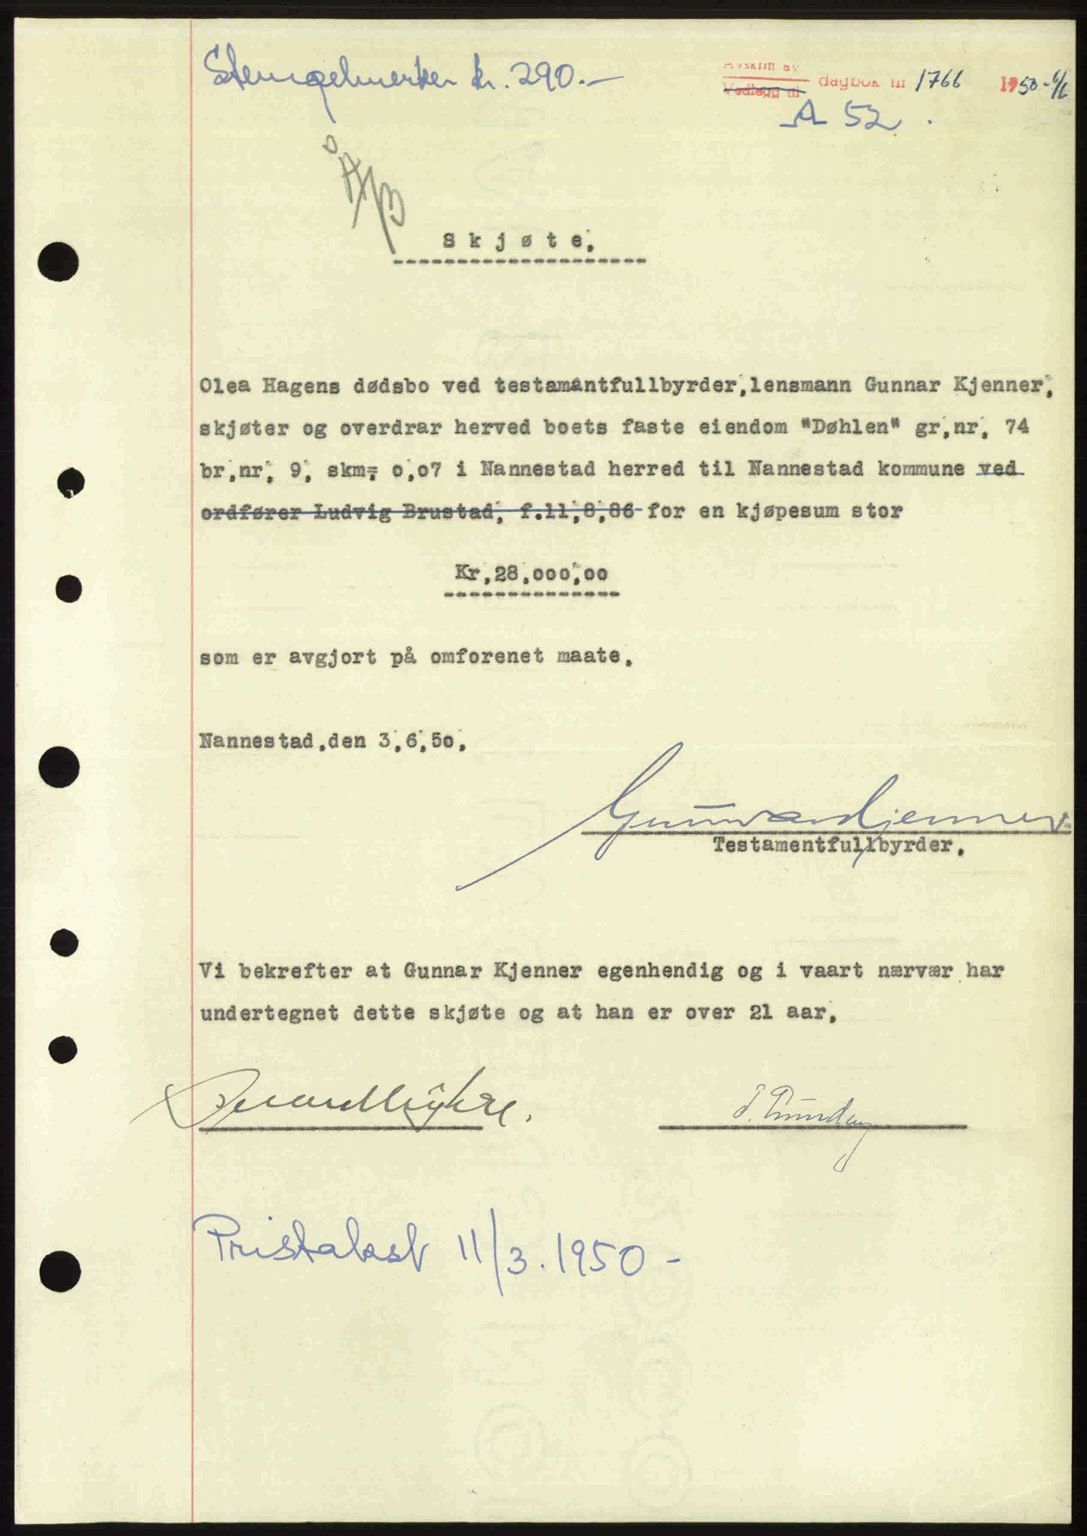 Stempelmerker kr. 290.—
Avskrift av
Vedlegg nr dagbok nr 1766 1950 - 6/6
A 52.
Skjøte.
Olea Hagens dødsbo ved testamantfullbyrder, lensmann Gunnar Kjenner,
skjøter og overdrar herved boets faste eiendom "Døhlen" gr,nr, 74
br,nr, 9, skm, 0,07 i Nannestad herred til Nannestad kommune ved
ordfører Ludvig Brustad, f.11,8,86 for en kjøpesum stor
Kr,28,000,00
som er avgjort på omforenet maate,
Nannestad,den 3,6,50,
Gunnar Kjenner
Testamentfullbyrder,
Vi bekrefter at Gunnar Kjenner egenhendig og i vaart nærvær har
undertegnet dette skjøte og at han er over 21 aar,
Pristakst 11/3. 1950 -